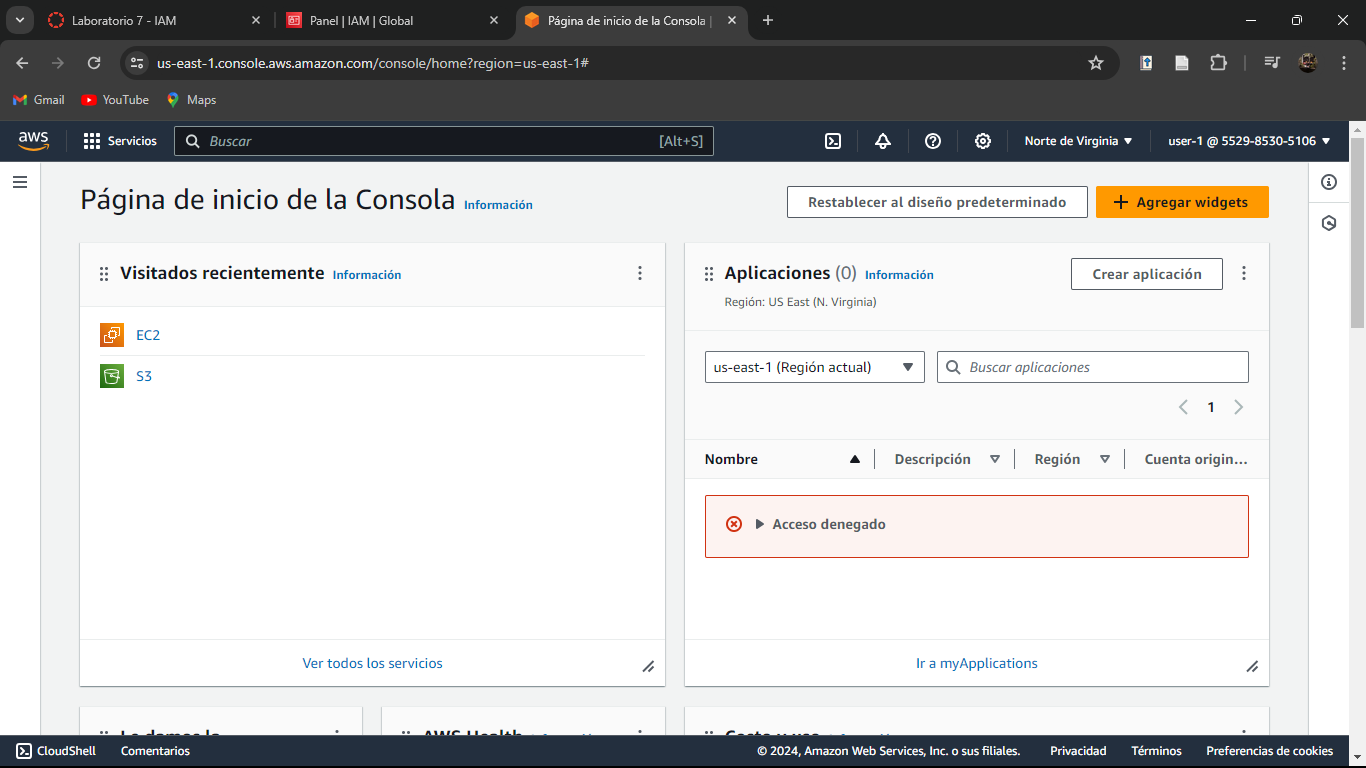 Laboratorio 7 - IAM
Panel | IAM | Global
Página de inicio de la Consola |
us-east-1.console.aws.amazon.com/console/home?region=us-east-1#
Gmail
YouTube
Maps
aws
Servicios
Buscar
[Alt+S]
Norte de Virginia
user-1 @ 5529-8530-5106
Página de inicio de la Consola
Información
Restablecer al diseño predeterminado
Agregar widgets
Visitados recientemente
Información
EC2
S3
Ver todos los servicios
Aplicaciones (0)
Información
Crear aplicación
Región: US East (N. Virginia)
us-east-1 (Región actual)
Buscar aplicaciones
1
Nombre
Descripción
Región
Cuenta origin...
Acceso denegado
Ir a myApplications
AWS Health
CloudShell
Comentarios
© 2024, Amazon Web Services, Inc. o sus filiales.
Privacidad
Términos
Preferencias de cookies